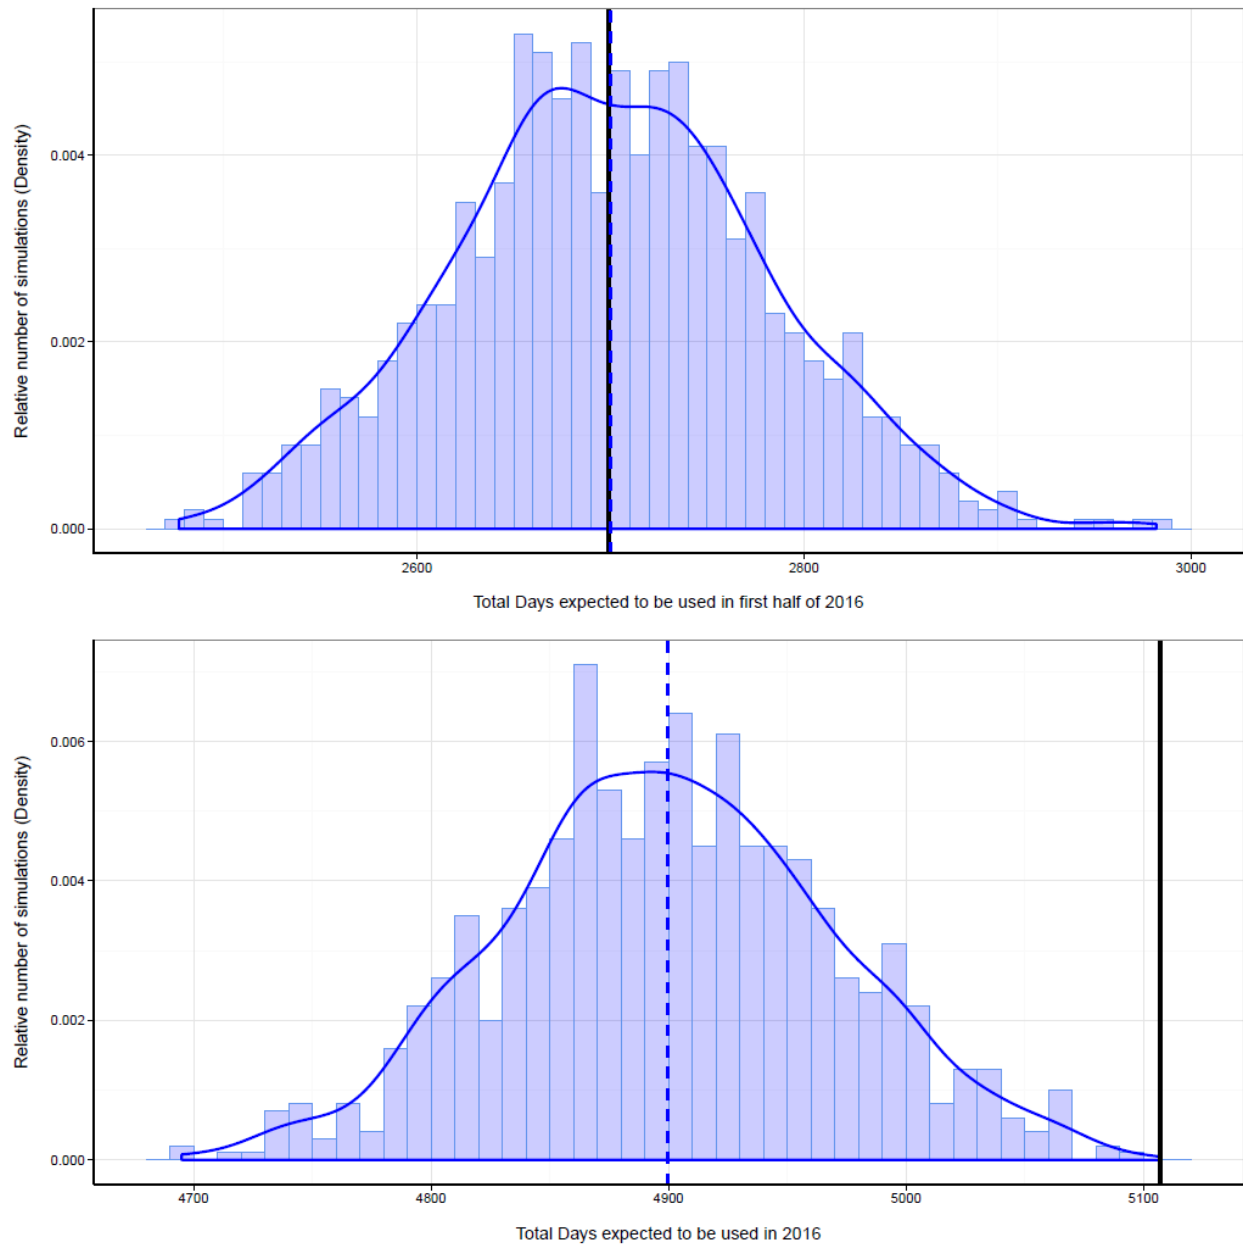 Relative number of simulations (Density)
0.004
0.002
0.000
2600 2800 3000
Total Days expected to be used in first half of 2016
Relative number of simulations (Density)
0.006
0.004
0.002
0.000
4700 4800 4900 5000 5100
Total Days expected to be used in 2016